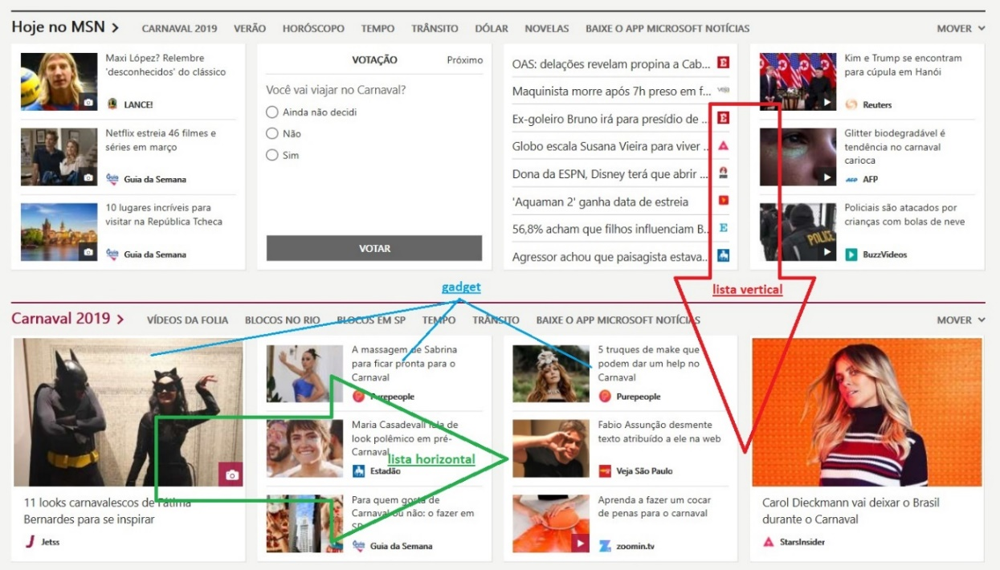 Hoje no MSN >
CARNAVAL 2019 VERÃO HORÓSCOPO TEMPO TRÂNSITO DÓLAR NOVELAS BAIXE O APP MICROSOFT NOTÍCIAS MOVER
Maxi López? Relembre
'desconhecidos' do clássico
LANCE!
Netflix estreia 46 filmes e
séries em março
Guia da Semana
10 lugares incríveis para
visitar na República Tcheca
Guia da Semana
VOTAÇÃO Próximo
Você vai viajar no Carnaval?
Ainda não decidi
Não
Sim
VOTAR
OAS: delações revelam propina a Cab... E
Maquinista morre após 7h preso em f... veja
Ex-goleiro Bruno irá para presídio de ... E
Globo escala Susana Vieira para viver ...
Dona da ESPN, Disney terá que abrir ...
'Aquaman 2' ganha data de estreia
56,8% acham que filhos influenciam B... E
Agressor achou que paisagista estava...
Kim e Trump se encontram
para cúpula em Hanói
Reuters
Glitter biodegradável é
tendência no carnaval
carioca
AFP AFP
POLICE
Policiais são atacados por
crianças com bolas de neve
BuzzVideos
gadget
lista vertical
Carnaval 2019 >
VÍDEOS DA FOLIA BLOCOS NO RIO BLOCOS EM SP TEMPO TRÂNSITO BAIXE O APP MICROSOFT NOTÍCIAS MOVER
11 looks carnavalescos de Fátima
Bernardes para se inspirar
Jetss
A massagem de Sabrina
para ficar pronta para o
Carnaval
Purepeople
Maria Casadevall fala de
look polêmico em pré-
Carnaval
Estadão
lista horizontal
Para quem gosta de
Carnaval ou não: o fazer em
SP
Guia da Semana
5 truques de make que
podem dar um help no
Carnaval
Purepeople
Fabio Assunção desmente
texto atribuído a ele na web
Veja São Paulo
Aprenda a fazer um cocar
de penas para o carnaval
zoomin.tv
Carol Dieckmann vai deixar o Brasil
durante o Carnaval
StarsInsider